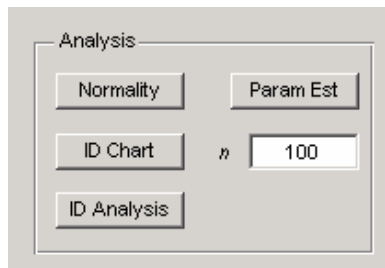 Analysis
Normality Param Est
ID Chart n 100
ID Analysis